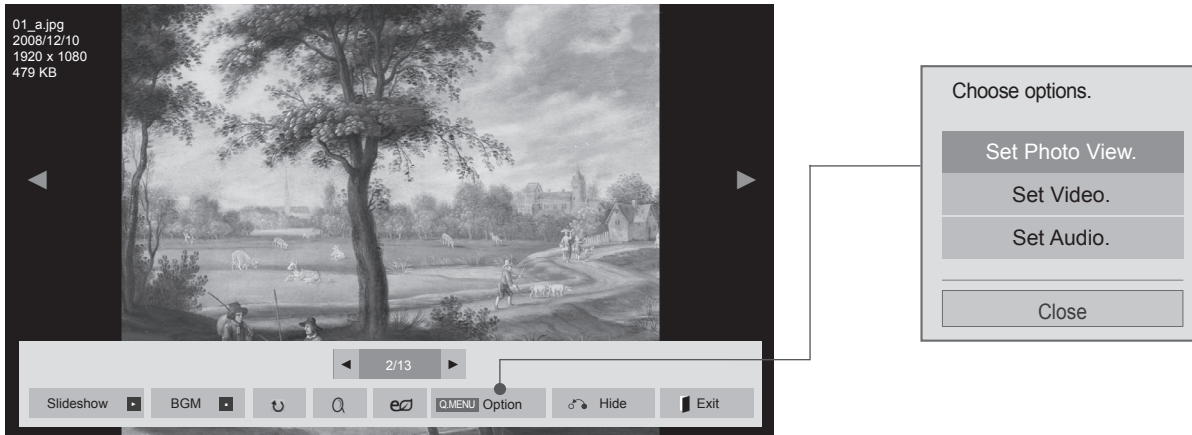 01_a.jpg
2008/12/10
1920 x 1080
479 KB
2/13
Slideshow
BGM
Q.MENU Option
Hide
Exit
Choose options.
Set Photo View.
Set Video.
Set Audio.
Close